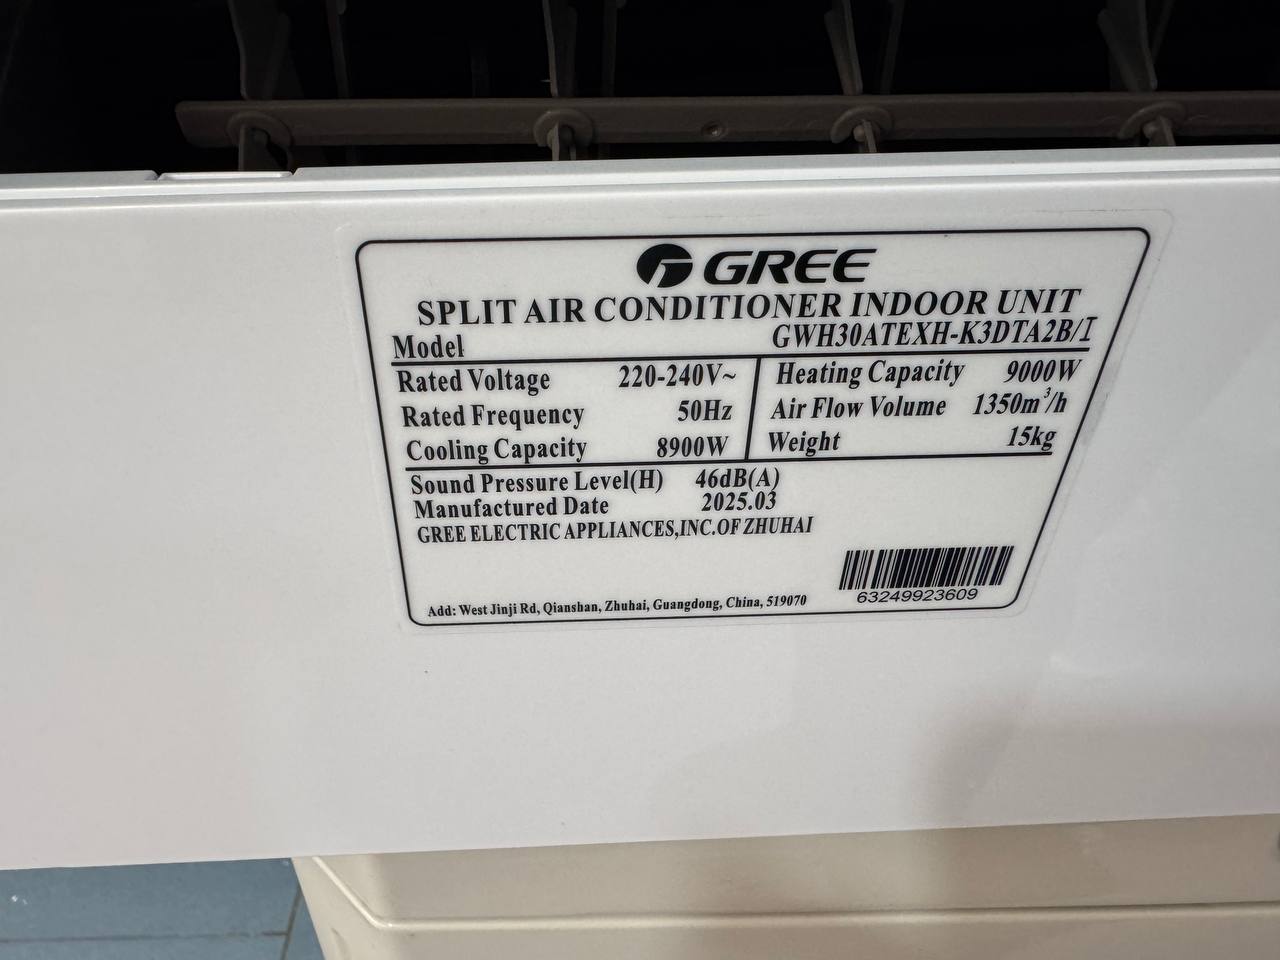 GREE
SPLIT AIR CONDITIONER INDOOR UNIT
Model GWH30ATEXH-K3DTA2B/I
Rated Voltage 220-240V~
Rated Frequency 50Hz
Cooling Capacity 8900W
Heating Capacity 9000W
Air Flow Volume 1350m³/h
Weight 15kg
Sound Pressure Level(H) 46dB(A)
Manufactured Date 2025.03
GREE ELECTRIC APPLIANCES,INC.OF ZHUHAI
Add: West Jinji Rd, Qianshan, Zhuhai, Guangdong, China, 519070
63249923609